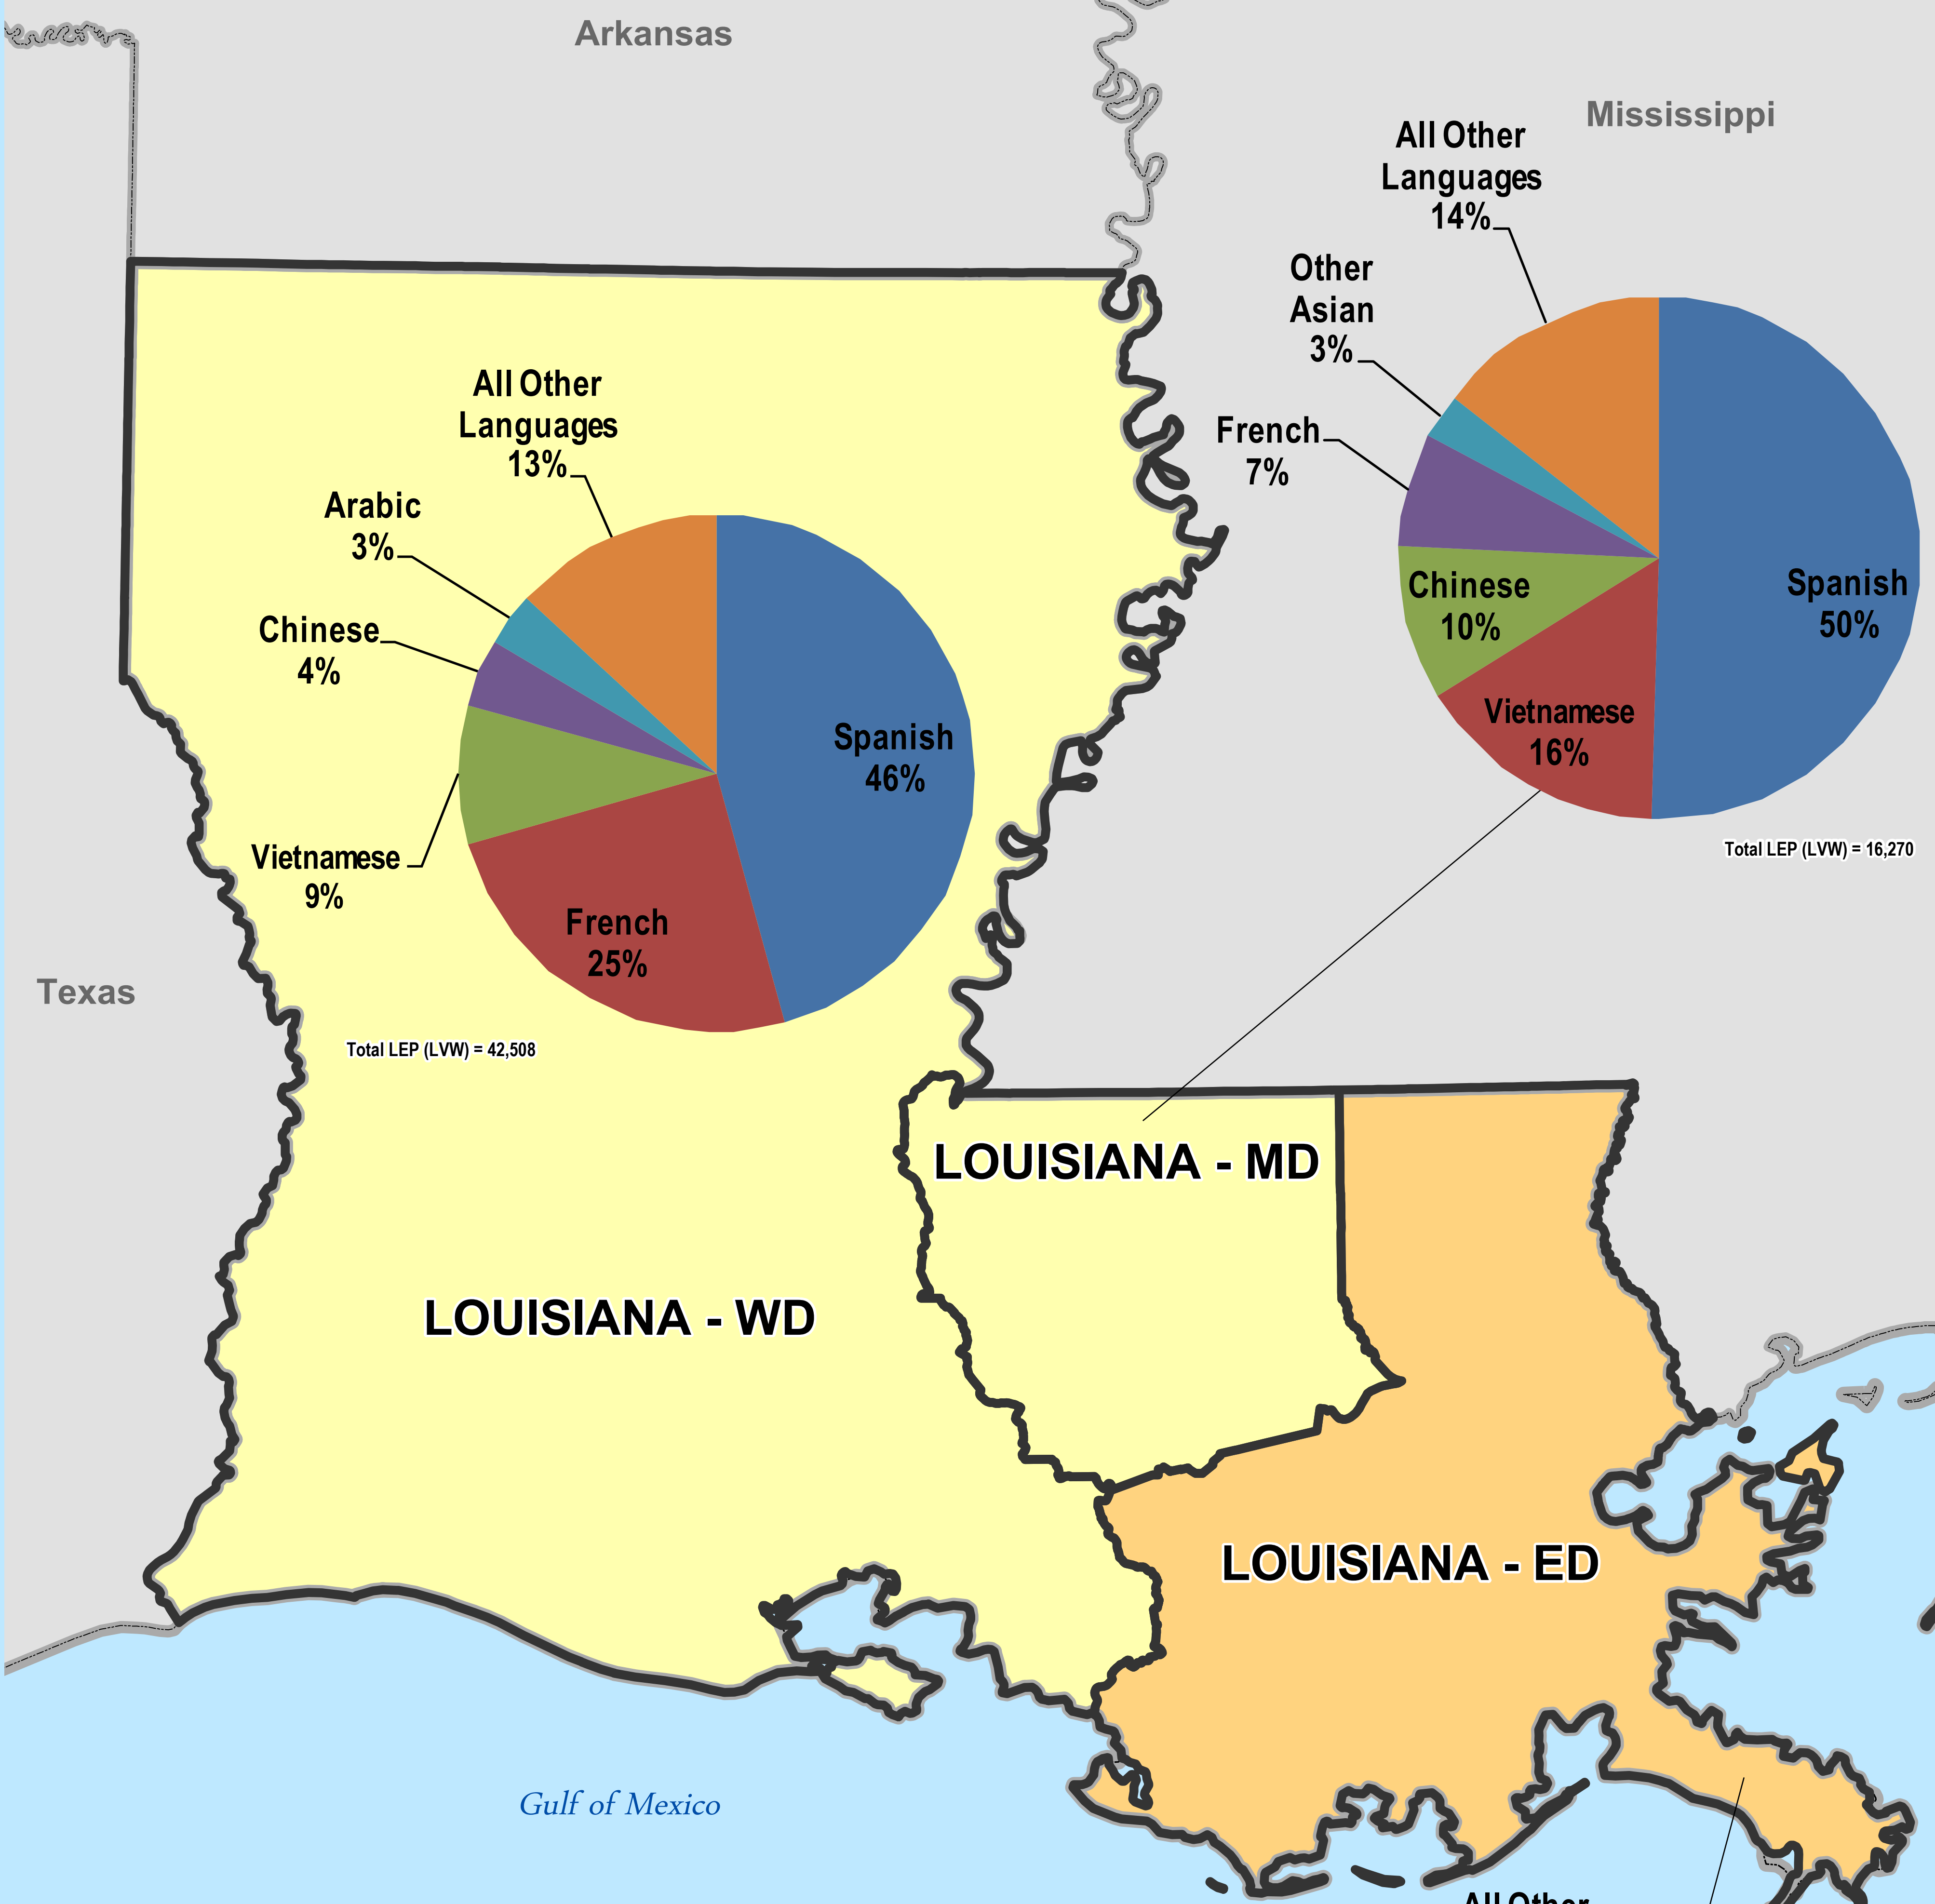 Arkansas
Mississippi
All Other
Languages
14%
Other
Asian
3%
French
7%
Chinese
10%
Spanish
50%
Vietnamese
16%
Total LEP (LVW) = 16,270
All Other
Languages
13%
Arabic
3%
Chinese
4%
Spanish
46%
Vietnamese
9%
French
25%
Texas
Total LEP (LVW) = 42,508
LOUISIANA - MD
LOUISIANA - WD
LOUISIANA - ED
Gulf of Mexico
All Other